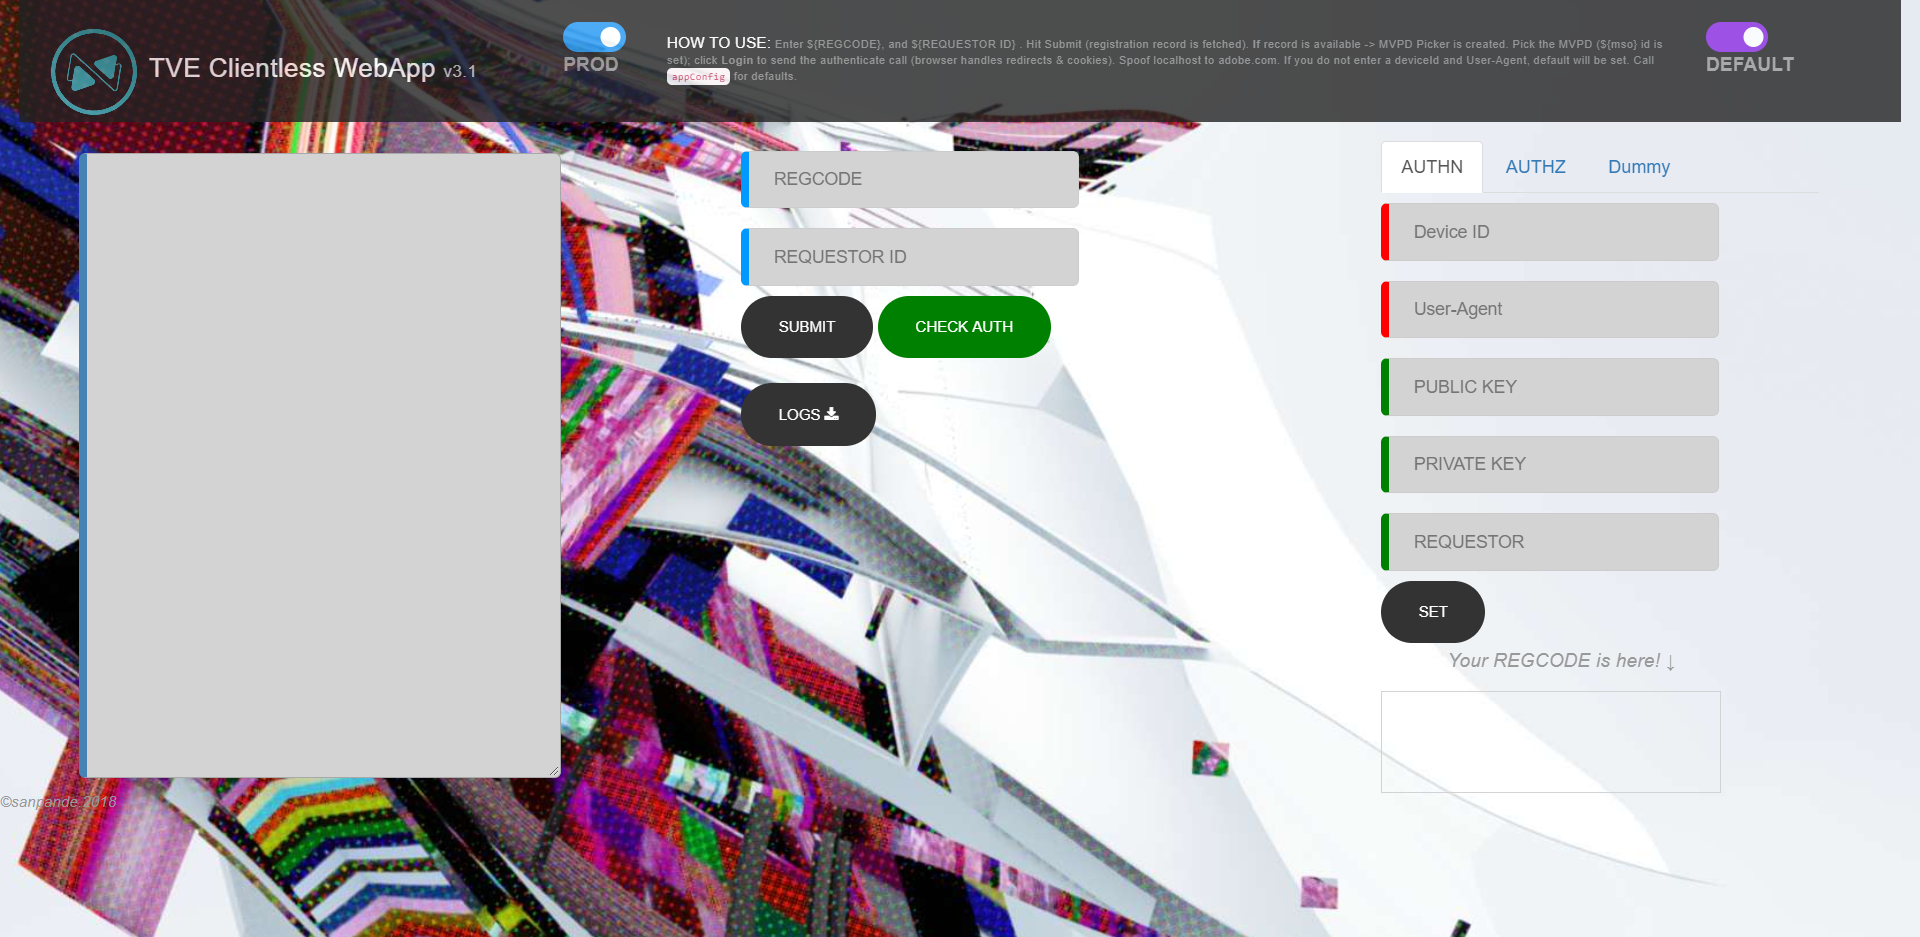 TVE Clientless WebApp v3.1
PROD
HOW TO USE: Enter ${REGCODE}, and ${REQUESTOR ID} . Hit Submit (registration record is fetched). If record is available -> MVPD Picker is created. Pick the MVPD (${mso} id is
set); click Login to send the authenticate call (browser handles redirects & cookies). Spoof localhost to adobe.com. If you do not enter a deviceId and User-Agent, default will be set. Call
appConfig for defaults.
DEFAULT
REGCODE
REQUESTOR ID
SUBMIT CHECK AUTH
LOGS
AUTHN AUTHZ Dummy
Device ID
User-Agent
PUBLIC KEY
PRIVATE KEY
REQUESTOR
SET
Your REGCODE is here! ↓
©sanpande_2018